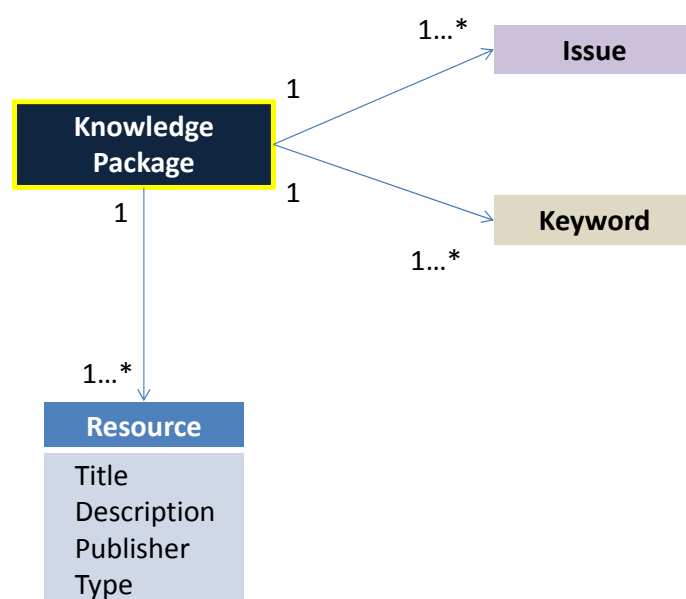 1...*
Issue
1
Knowledge
Package
1
1
Keyword
1...*
1...*
Resource
Title
Description
Publisher
Type